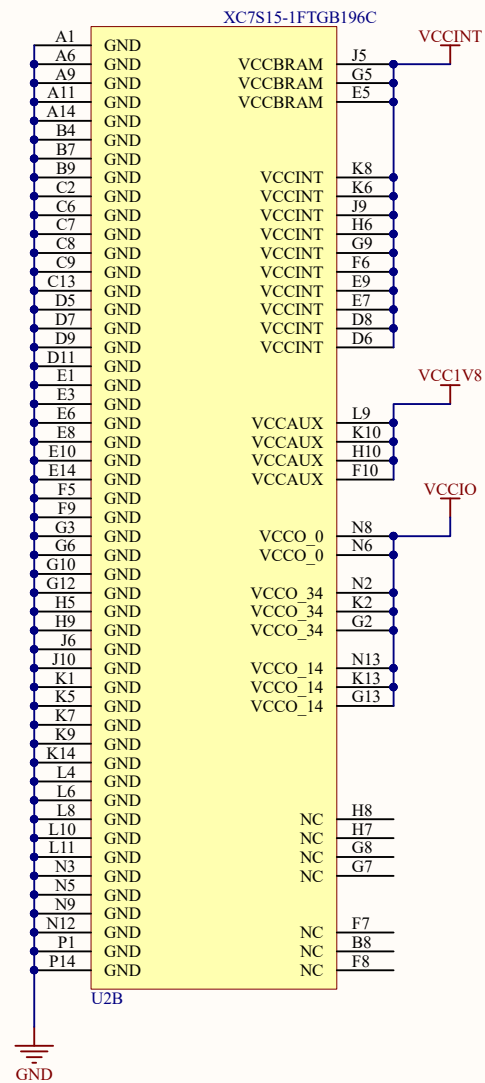 XC7S15-1FTGB196C
VCCINT
A1 GND
A6 GND VCCBRAM J5
A9 GND VCCBRAM G5
A11 GND VCCBRAM E5
A14 GND
B4 GND
B7 GND
B9 GND VCCINT K8
C2 GND VCCINT K6
C6 GND VCCINT J9
C7 GND VCCINT H6
C8 GND VCCINT G9
C9 GND VCCINT F6
C13 GND VCCINT E9
D5 GND VCCINT E7
D7 GND VCCINT D8
D9 GND VCCINT D6
D11 GND
VCC1V8
E1 GND
E3 GND
E6 GND VCCAUX L9
E8 GND VCCAUX K10
E10 GND VCCAUX H10
E14 GND VCCAUX F10
VCCIO
F5 GND
F9 GND
G3 GND VCCO_0 N8
G6 GND VCCO_0 N6
G10 GND
G12 GND VCCO_34 N2
H5 GND VCCO_34 K2
H9 GND VCCO_34 G2
J6 GND
J10 GND VCCO_14 N13
K1 GND VCCO_14 K13
K5 GND VCCO_14 G13
K7 GND
K9 GND
K14 GND
L4 GND
L6 GND
L8 GND NC H8
L10 GND NC H7
L11 GND NC G8
N3 GND NC G7
N5 GND
N9 GND
N12 GND NC F7
P1 GND NC B8
P14 GND NC F8
U2B
GND